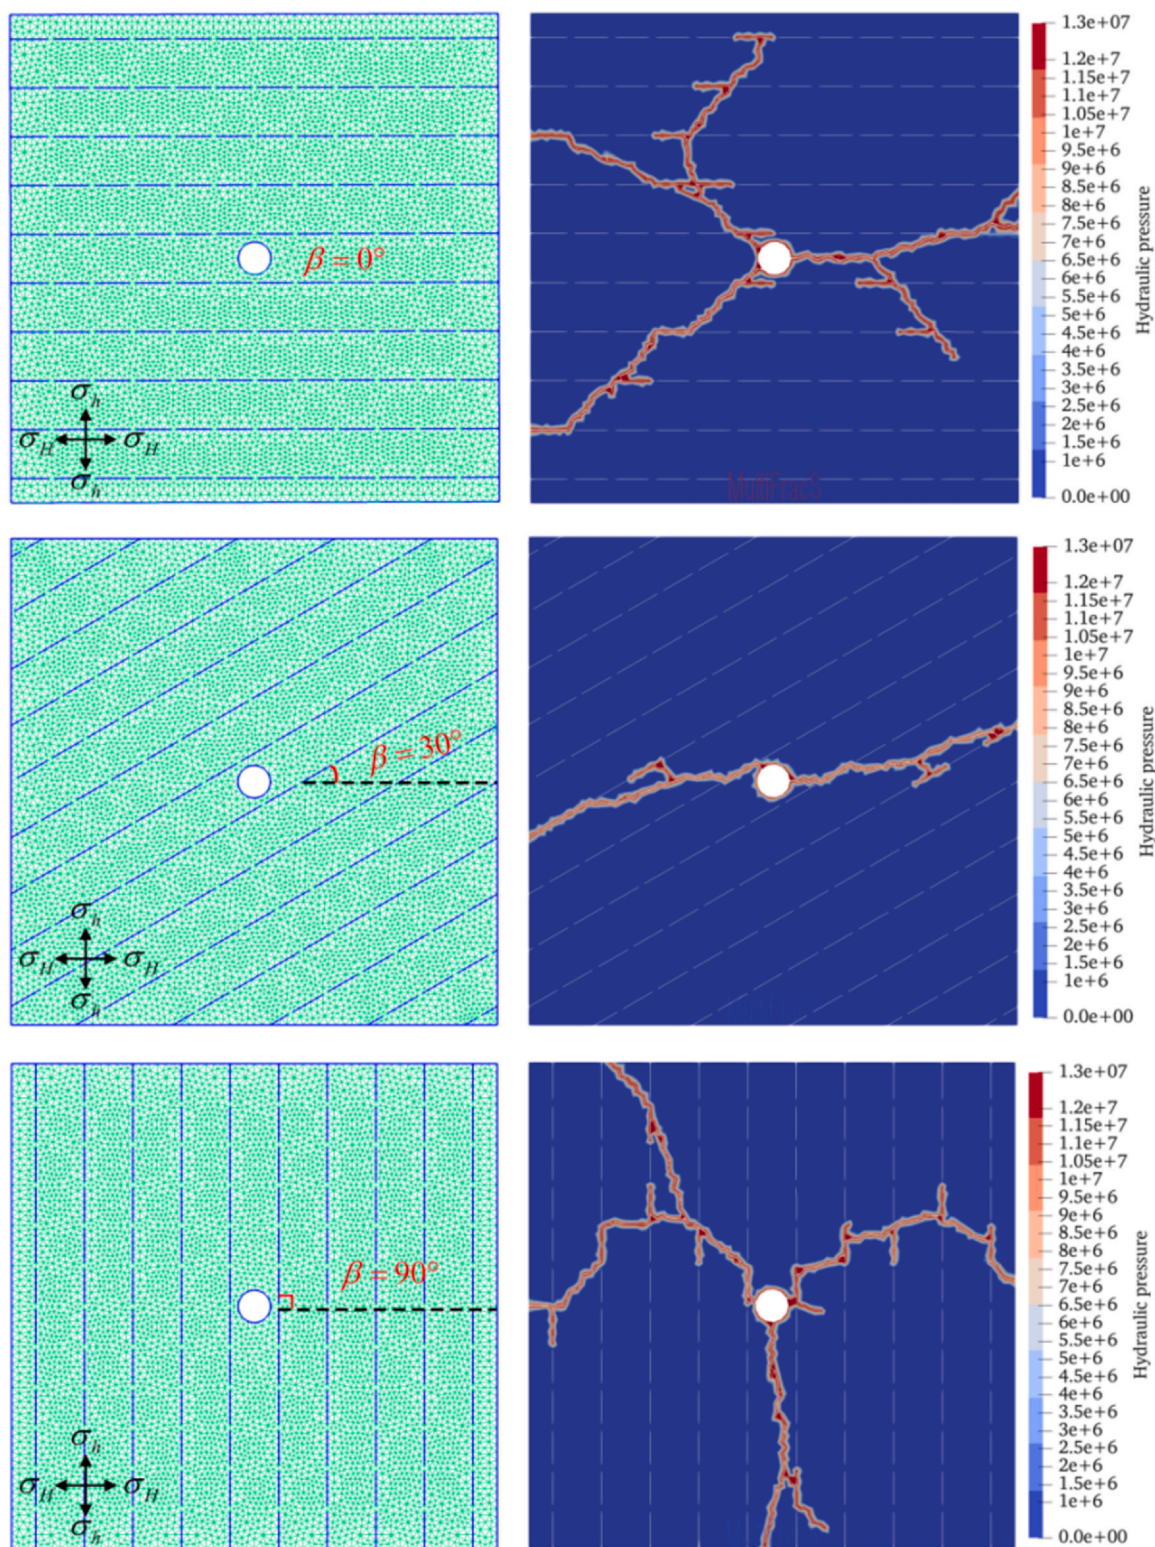 β = 0°
σh
σH σH
σh
MultiFracS
1.3e+07
1.2e+7
1.15e+7
1.1e+7
1.05e+7
1e+7
9.5e+6
9e+6
8.5e+6
8e+6
7.5e+6
7e+6
6.5e+6
6e+6
5.5e+6
4.5e+6
4e+6
3.5e+6
3e+6
2.5e+6
2e+6
1.5e+6
1e+6
0.0e+00
Hydraulic pressure
β = 30°
σh
σH σH
σh
1.3e+07
1.2e+7
1.15e+7
1.1e+7
1.05e+7
1e+7
9.5e+6
9e+6
8e+6
7.5e+6
7e+6
6.5e+6
6e+6
5.5e+6
5e+6
4.5e+6
4e+6
3.5e+6
3e+6
2.5e+6
2e+6
1.5e+6
1e+6
0.0e+00
Hydraulic pressure
β = 90°
σh
σH σH
σh
1.3e+07
1.2e+7
1.15e+7
1.1e+7
1.05e+7
1e+7
9.5e+6
9e+6
8.5e+6
8e+6
7.5e+6
7e+6
6.5e+6
6e+6
5.5e+6
5e+6
4.5e+6
4e+6
3.5e+6
3e+6
2.5e+6
2e+6
1.5e+6
1e+6
0.0e+00
Hydraulic pressure